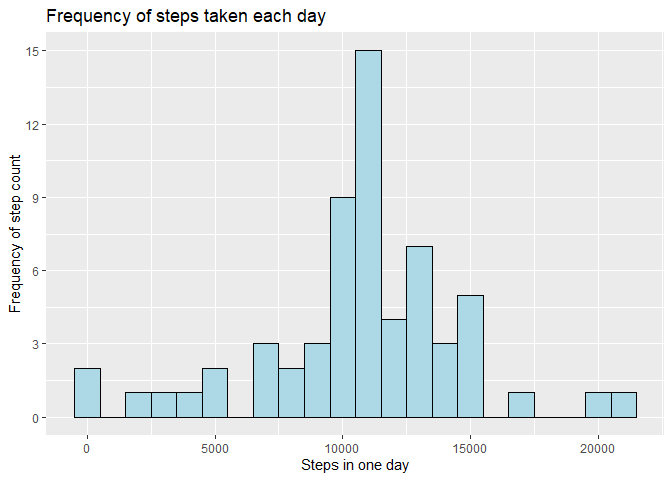 Frequency of steps taken each day
Frequency of step count
15
12
9
6
3
0
0 5000 10000 15000 20000
Steps in one day